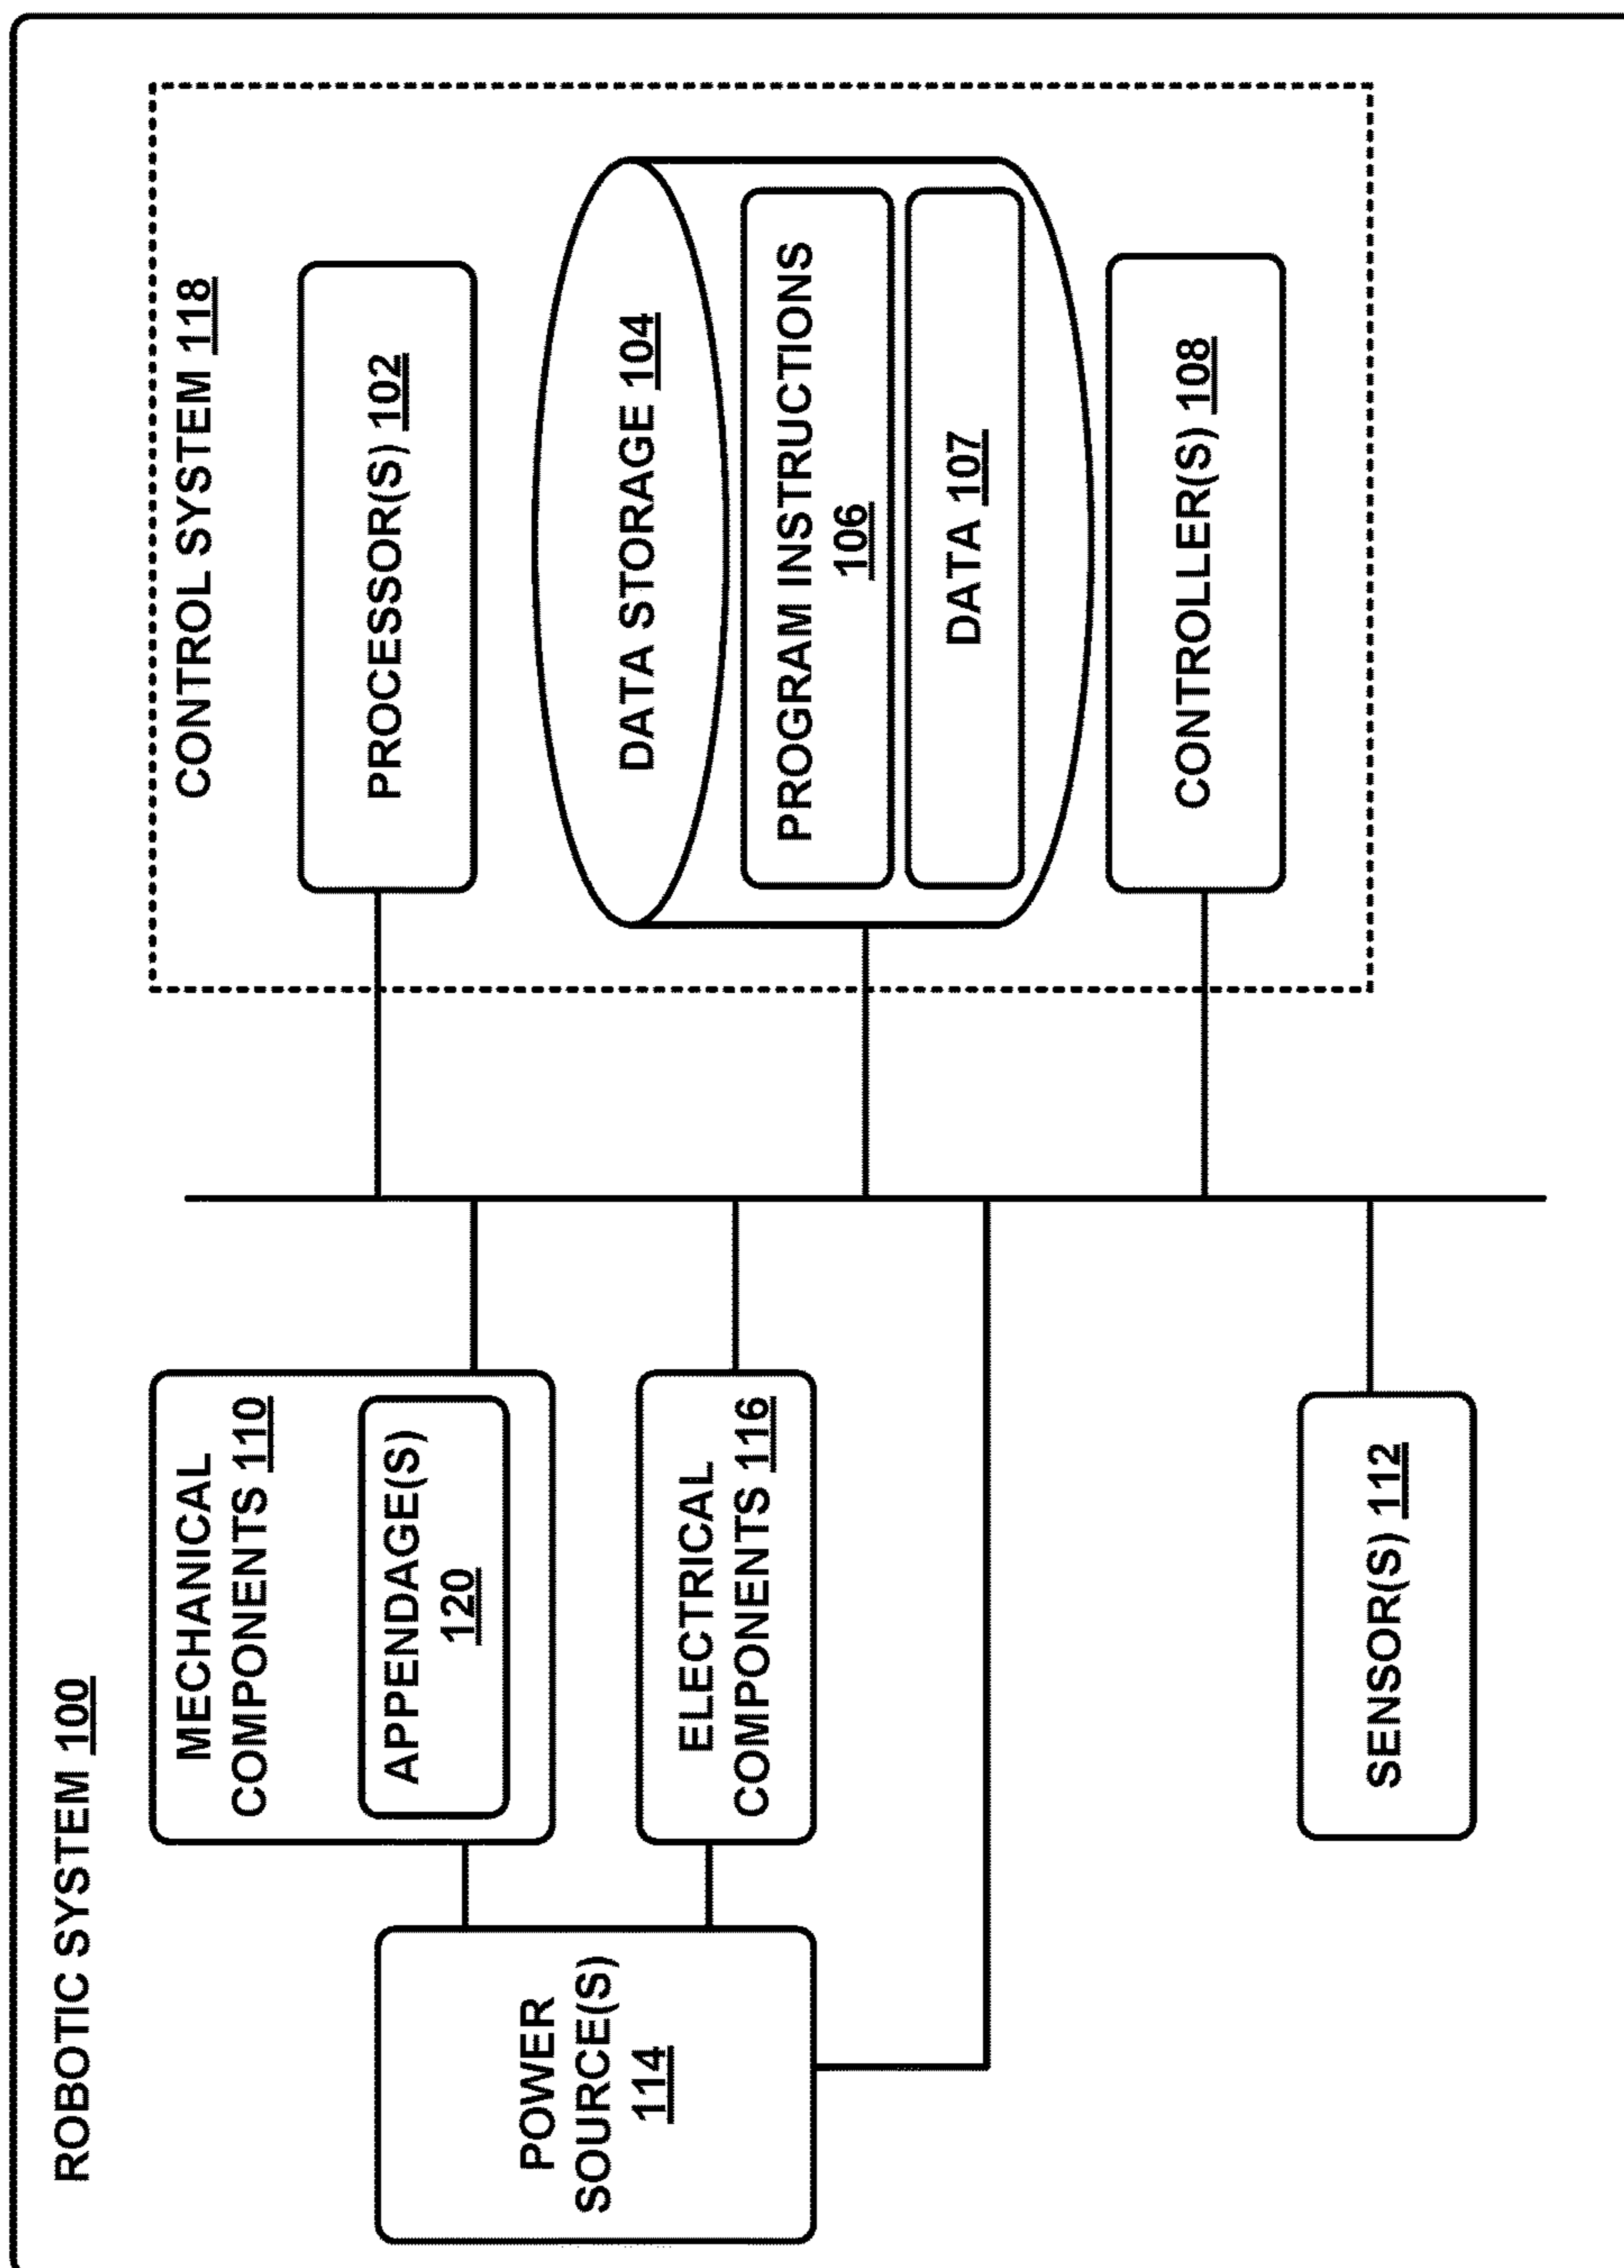 ROBOTIC SYSTEM 100
MECHANICAL
COMPONENTS 110
APPENDAGE(S)
120
POWER
SOURCE(S)
114
ELECTRICAL
COMPONENTS 116
SENSOR(S) 112
CONTROL SYSTEM 118
PROCESSOR(S) 102
DATA STORAGE 104
PROGRAM INSTRUCTIONS
106
DATA 107
CONTROLLER(S) 108